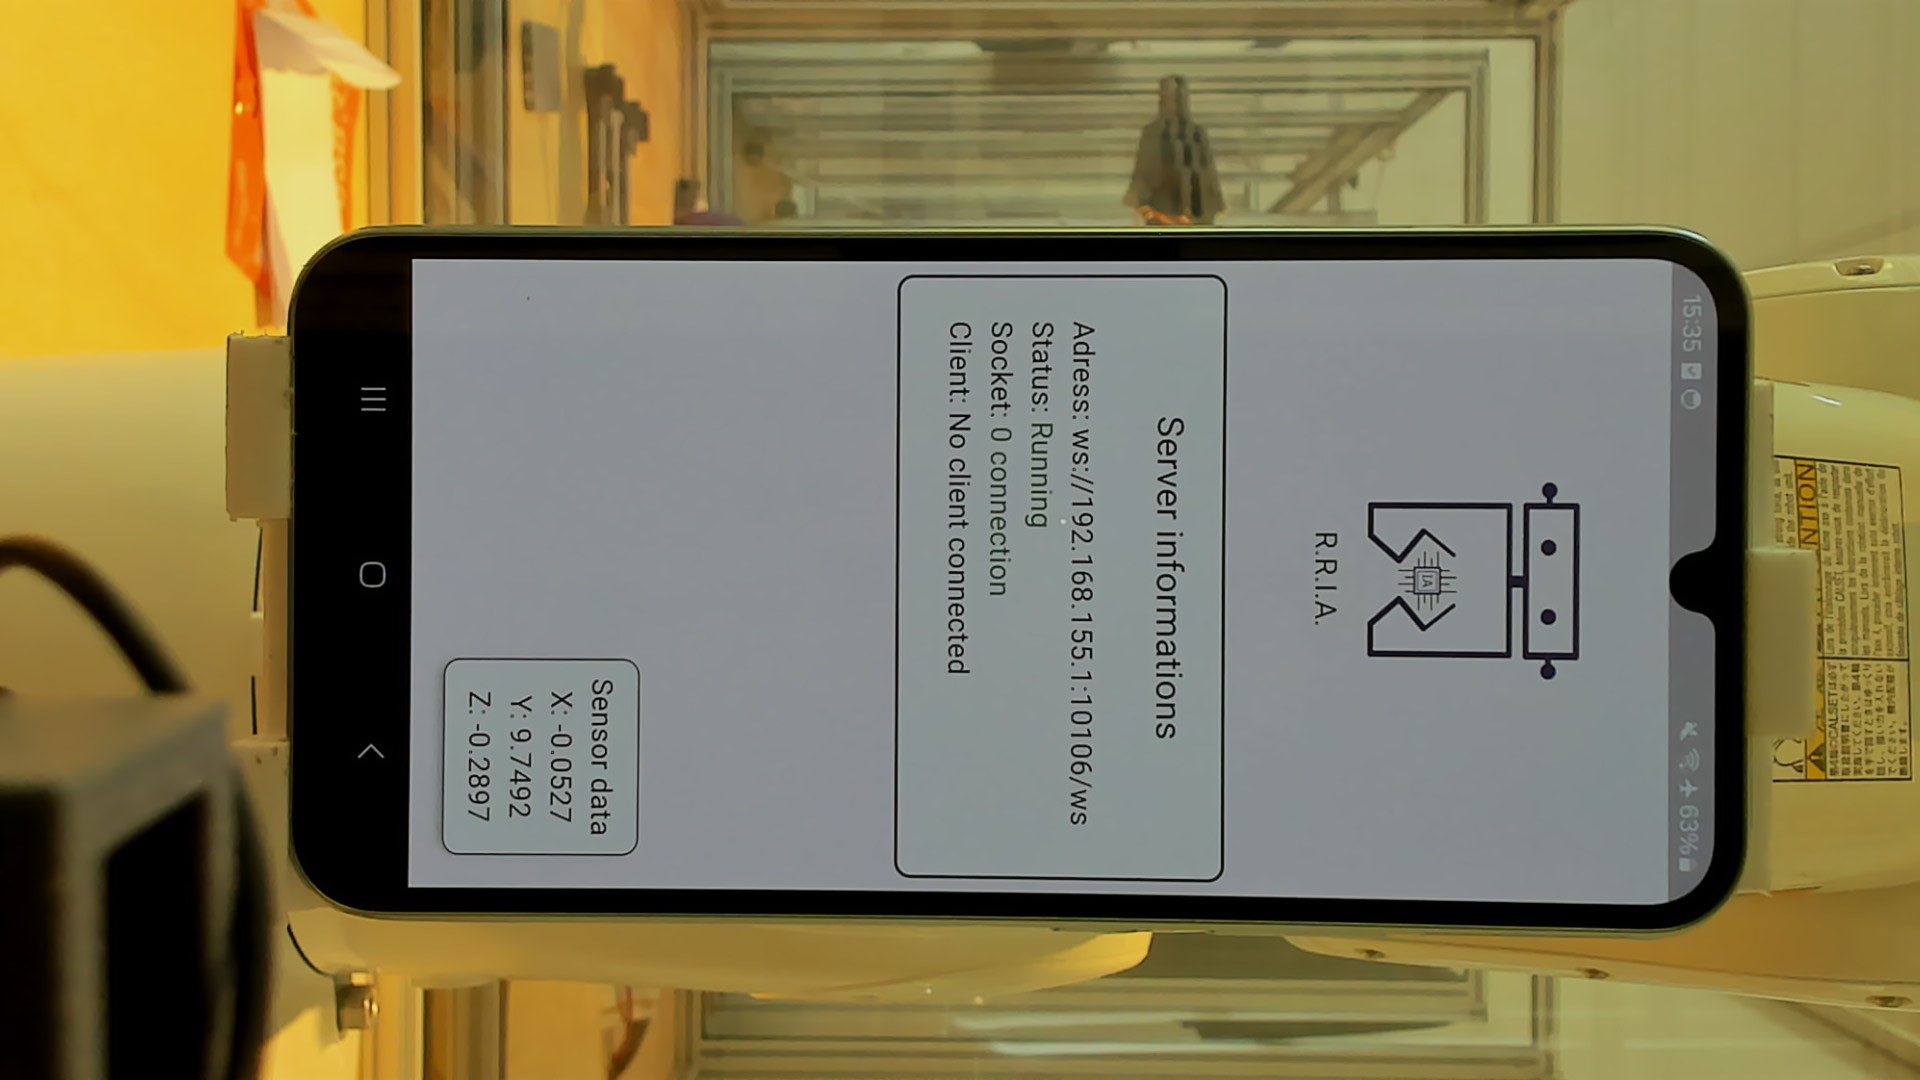 15:35
63%
IA
R.R.I.A.
Server informations
Adress: ws://192.168.155.1:10106/ws
Status: Running
Socket: 0 connection
Client: No client connected
Sensor data
X: -0.0527
Y: 9.7492
Z: -0.2897